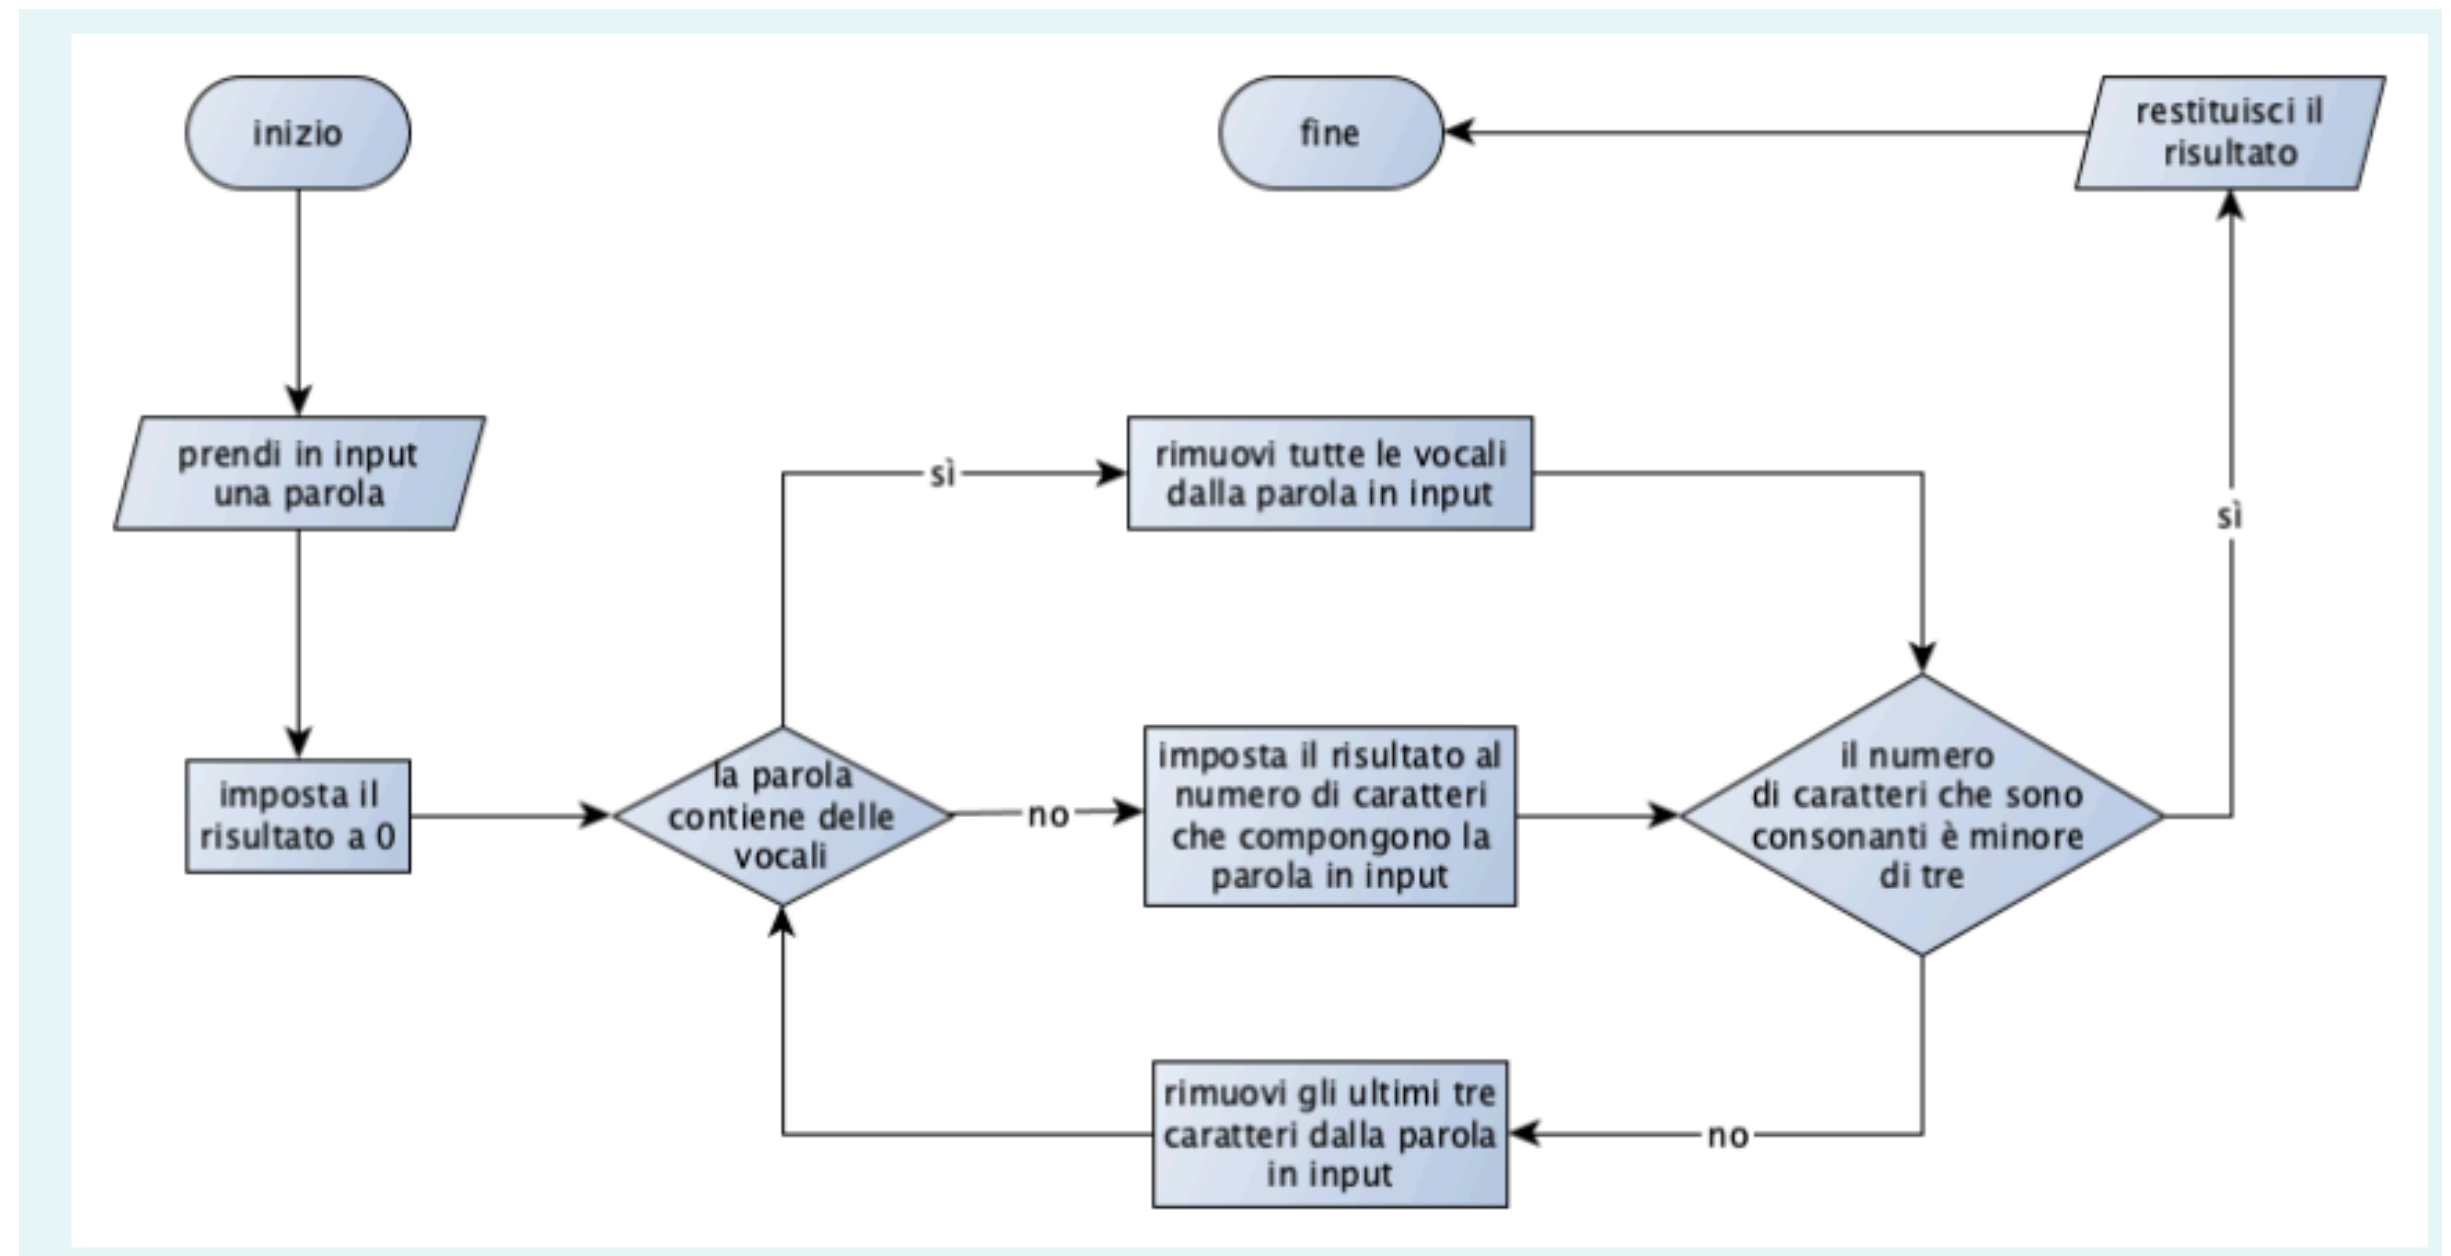 inizio
prendi in input
una parola
imposta il
risultato a 0
la parola
contiene delle
vocali
sì
rimuovi tutte le vocali
dalla parola in input
no
imposta il risultato al
numero di caratteri
che compongono la
parola in input
il numero
di caratteri che sono
consonanti è minore
di tre
no
rimuovi gli ultimi tre
caratteri dalla parola
in input
sì
restituisci il
risultato
fine